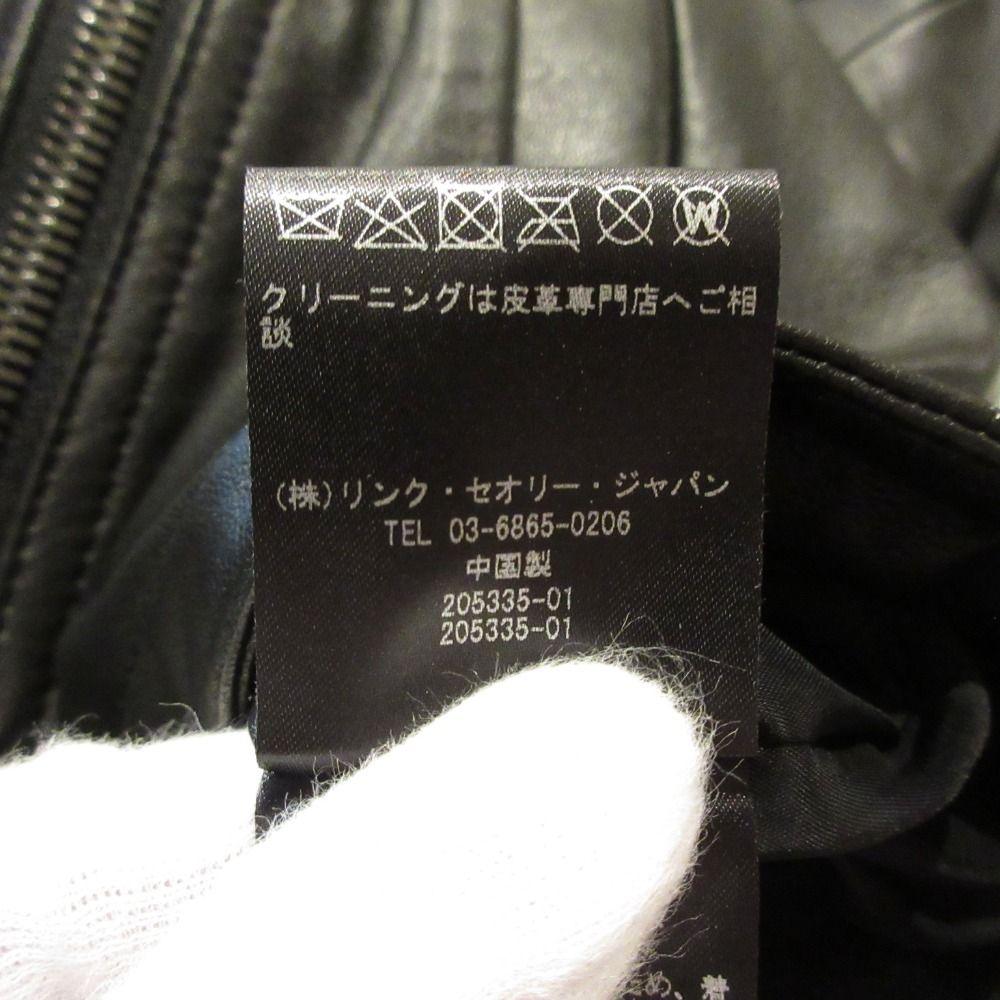 W
クリーニングは皮革専門店へご相
談
(株)リンク・セオリー・ジャパン
TEL 03-6865-0206
中国製
205335-01
205335-01
め、着